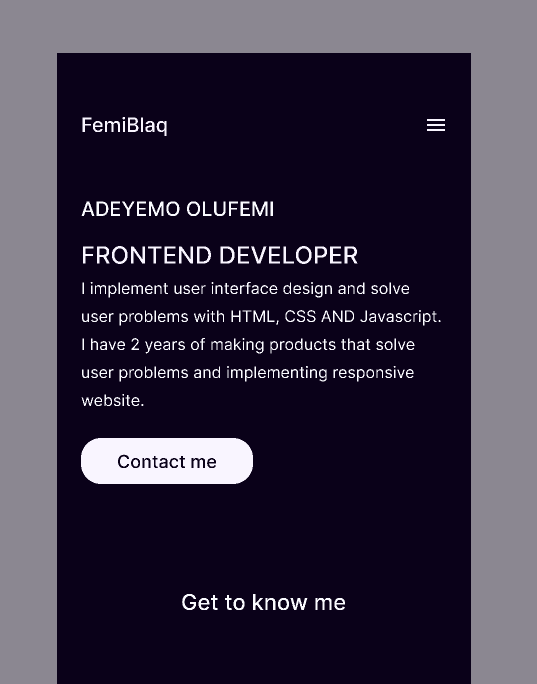 FemiBlaq
ADEYEMO OLUFEMI
FRONTEND DEVELOPER
I implement user interface design and solve
user problems with HTML, CSS AND Javascript.
I have 2 years of making products that solve
user problems and implementing responsive
website.
Contact me
Get to know me